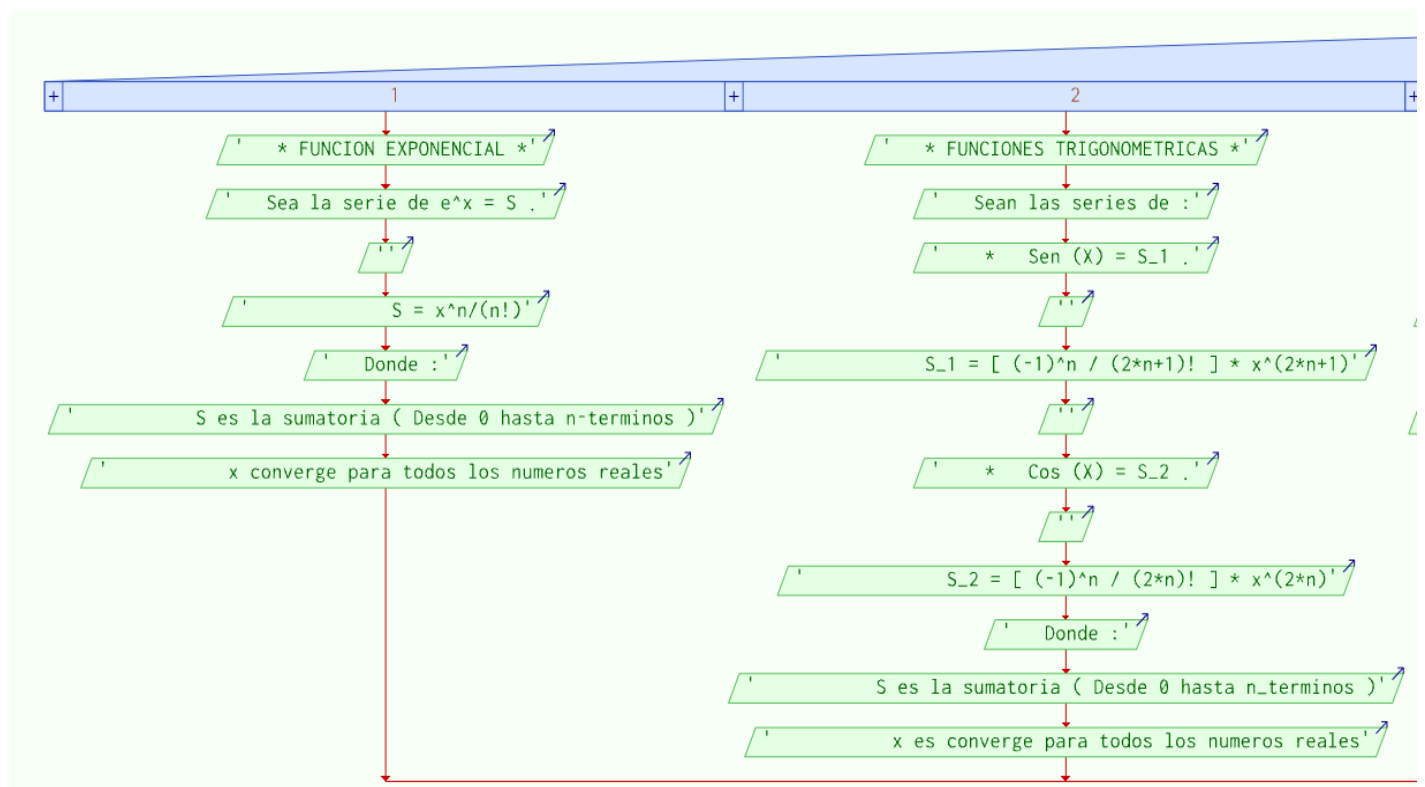 + 1 + 2 +
'   * FUNCION EXPONENCIAL *'
'   Sea la serie de e^x = S .'
''
'             S = x^n/(n!)'
'   Donde :'
'           S es la sumatoria ( Desde 0 hasta n-terminos )'
'           x converge para todos los numeros reales'
'   * FUNCIONES TRIGONOMETRICAS *'
'   Sean las series de :'
'    *   Sen (X) = S_1 .'
''
'             S_1 = [ (-1)^n / (2*n+1)! ] * x^(2*n+1)'
''
'    *   Cos (X) = S_2 .'
''
'             S_2 = [ (-1)^n / (2*n)! ] * x^(2*n)'
'   Donde :'
'           S es la sumatoria ( Desde 0 hasta n_terminos )'
'           x es converge para todos los numeros reales'